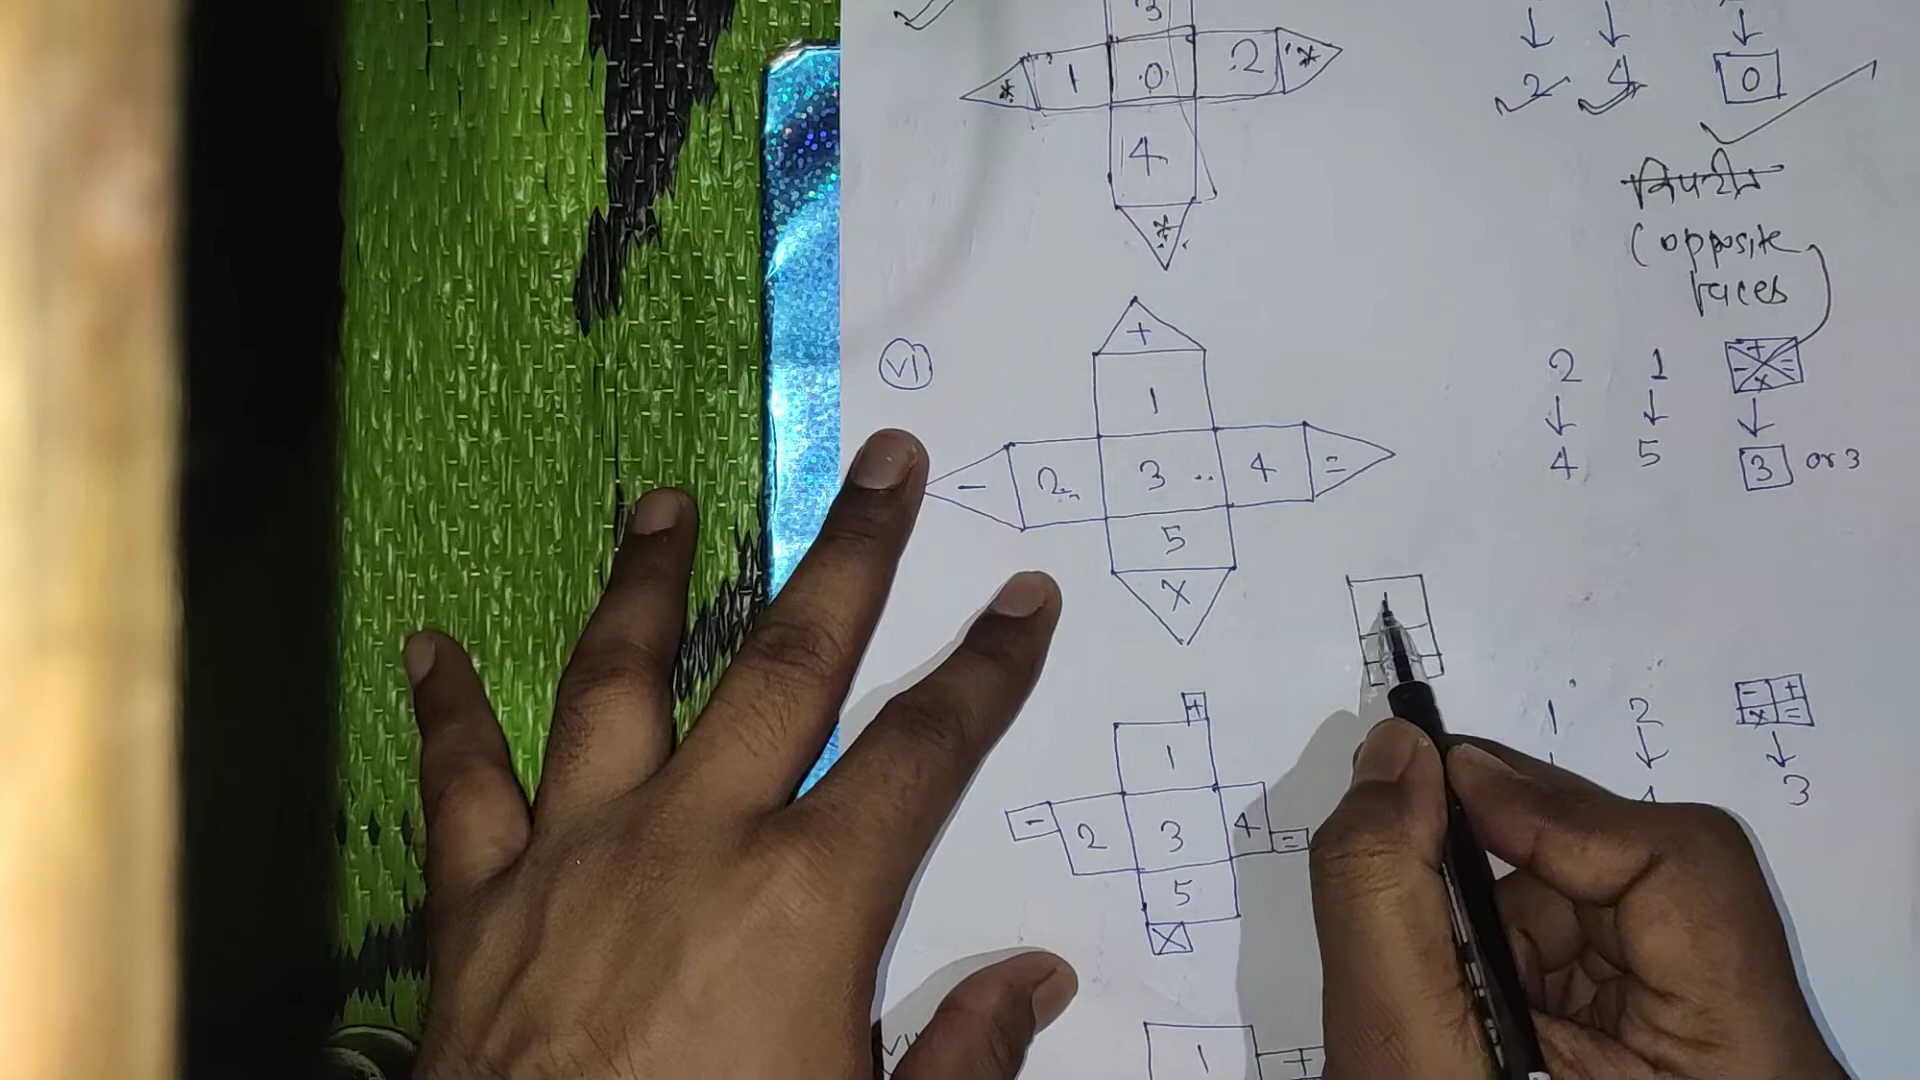 3
* 1 0 2 *
4
*
↓ ↓ ↓
2 4 0
विपरीत
(opposite
faces
(vi)
+
1
- 2 3 4 =
5
x
2 1 + - = x
↓ ↓ ↓
4 5 3 or 3
+
1
- 2 3 4 =
5
X
1 2 - + x =
↓ ↓
3
1 +